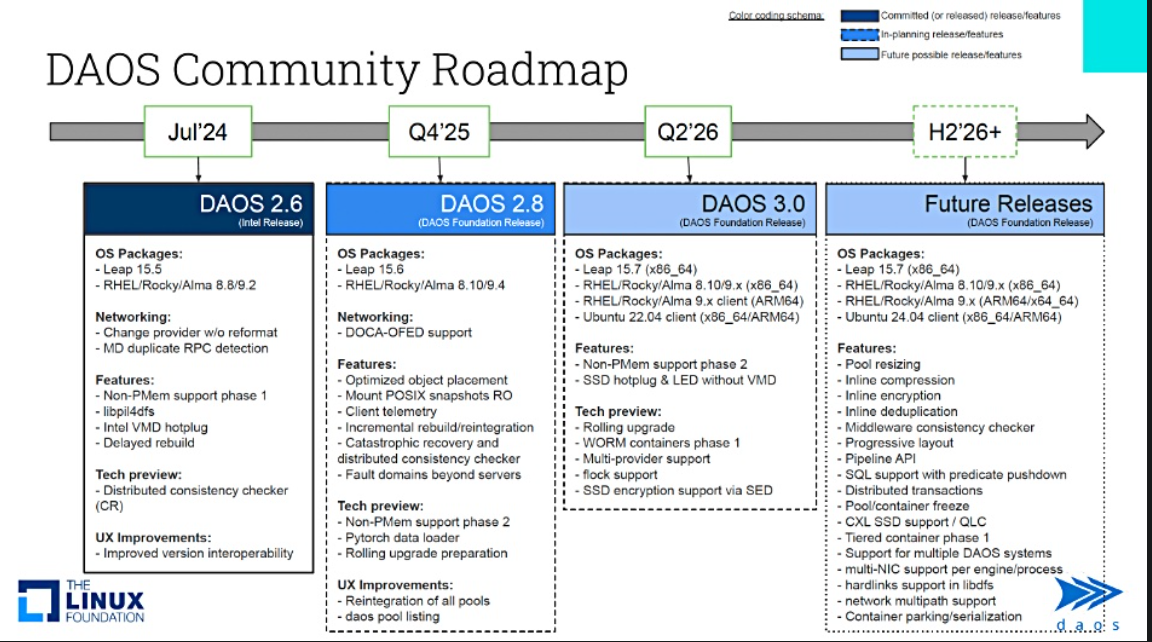 Color coding schema:
Committed (or released) release/features
In-planning release/features
Future possible release/features
DAOS Community Roadmap
Jul'24
Q4'25
Q2'26
H2'26+
DAOS 2.6
(Intel Release)
OS Packages:
- Leap 15.5
- RHEL/Rocky/Alma 8.8/9.2
Networking:
- Change provider w/o reformat
- MD duplicate RPC detection
Features:
- Non-PMem support phase 1
- libpil4dfs
- Intel VMD hotplug
- Delayed rebuild
Tech preview:
- Distributed consistency checker
(CR)
UX Improvements:
- Improved version interoperability
DAOS 2.8
(DAOS Foundation Release)
OS Packages:
- Leap 15.6
- RHEL/Rocky/Alma 8.10/9.4
Networking:
- DOCA-OFED support
Features:
- Optimized object placement
- Mount POSIX snapshots RO
- Client telemetry
- Incremental rebuild/reintegration
- Catastrophic recovery and
distributed consistency checker
- Fault domains beyond servers
Tech preview:
- Non-PMem support phase 2
- Pytorch data loader
- Rolling upgrade preparation
UX Improvements:
- Reintegration of all pools
- daos pool listing
DAOS 3.0
(DAOS Foundation Release)
OS Packages:
- Leap 15.7 (x86_64)
- RHEL/Rocky/Alma 8.10/9.x (x86_64)
- RHEL/Rocky/Alma 9.x client (ARM64)
- Ubuntu 22.04 client (x86_64/ARM64)
Features:
- Non-PMem support phase 2
- SSD hotplug & LED without VMD
Tech preview:
- Rolling upgrade
- WORM containers phase 1
- Multi-provider support
- flock support
- SSD encryption support via SED
Future Releases
(DAOS Foundation Release)
OS Packages:
- Leap 15.7 (x86_64)
- RHEL/Rocky/Alma 8.10/9.x (x86_64)
- RHEL/Rocky/Alma 9.x (ARM64/x64_64)
- Ubuntu 24.04 client (x86_64/ARM64)
Features:
- Pool resizing
- Inline compression
- Inline encryption
- Inline deduplication
- Middleware consistency checker
- Progressive layout
- Pipeline API
- SQL support with predicate pushdown
- Distributed transactions
- Pool/container freeze
- CXL SSD support / QLC
- Tiered container phase 1
- Support for multiple DAOS systems
- multi-NIC support per engine/process
- hardlinks support in libdfs
- network multipath support
- Container parking/serialization
THE
LINUX
FOUNDATION
daos